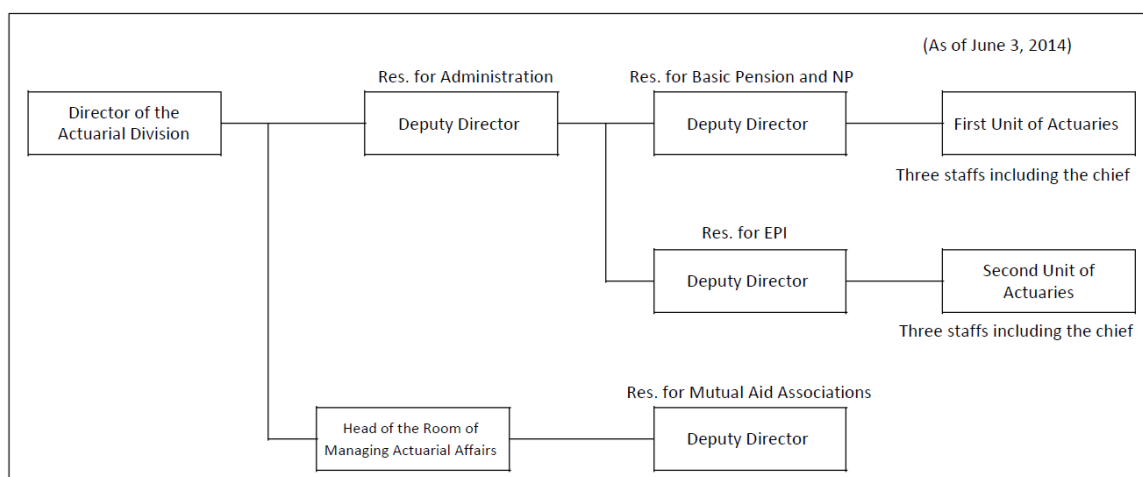 (As of June 3, 2014)
Res. for Administration
Res. for Basic Pension and NP
Director of the
Actuarial Division
Deputy Director
Deputy Director
First Unit of Actuaries
Three staffs including the chief
Res. for EPI
Deputy Director
Second Unit of
Actuaries
Three staffs including the chief
Res. for Mutual Aid Associations
Head of the Room of
Managing Actuarial Affairs
Deputy Director